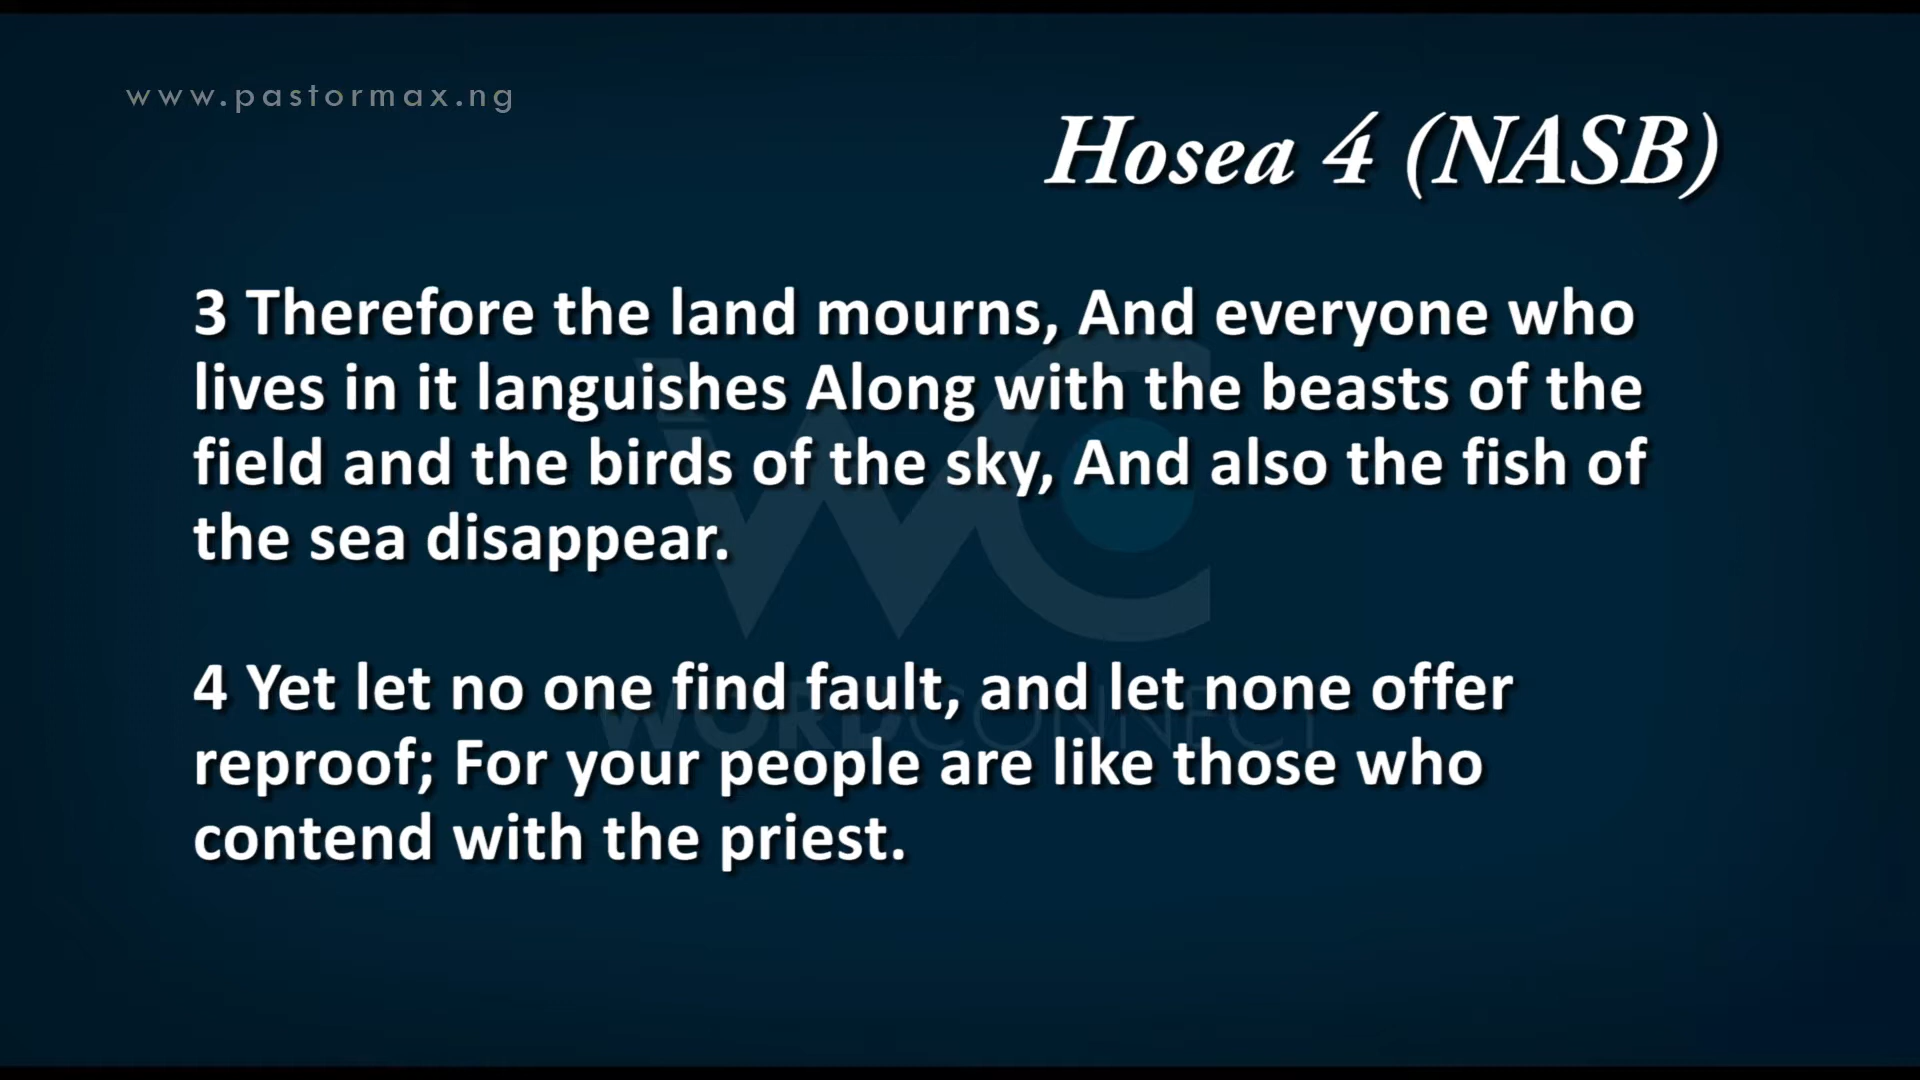 www.pastormax.ng
Hosea 4 (NASB)
3 Therefore the land mourns, And everyone who
lives in it languishes Along with the beasts of the
field and the birds of the sky, And also the fish of
the sea disappear.
4 Yet let no one find fault, and let none offer
reproof; For your people are like those who
contend with the priest.
WC
WORDCONNECT